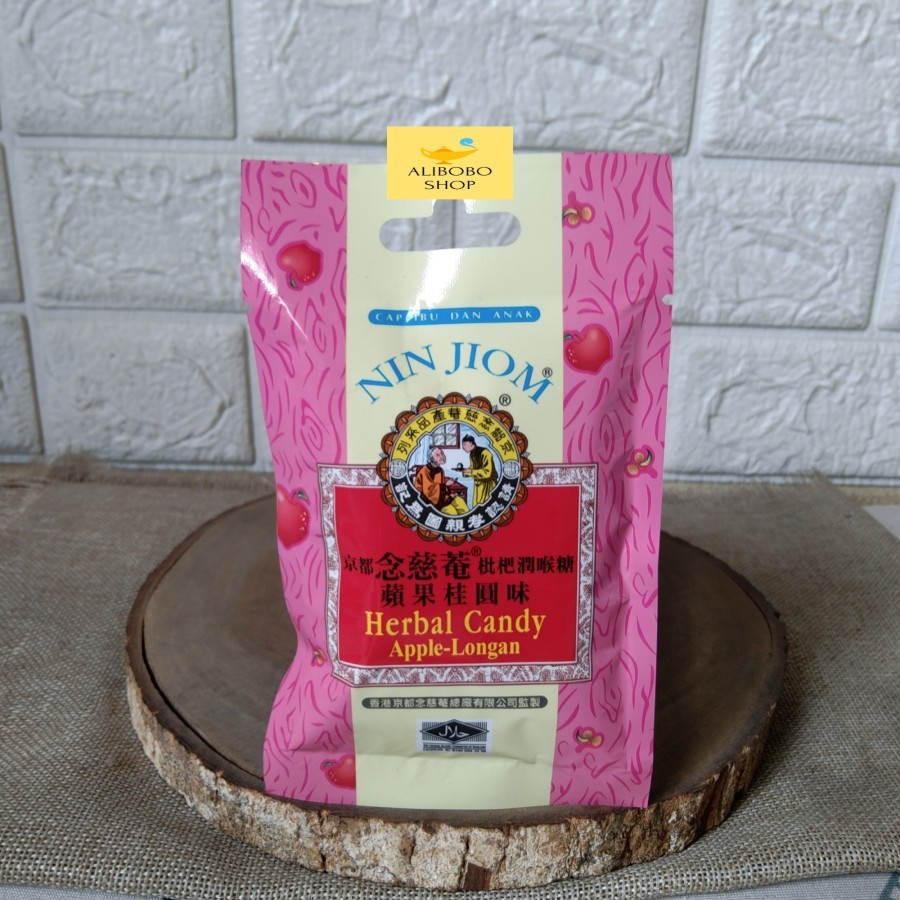 ALIBOBO
SHOP
CAP IBU DAN ANAK
NIN JIOM®
®
京都念慈菴®枇杷潤喉糖
蘋果桂圓味
Herbal Candy
Apple-Longan
香港京都念慈菴總廠有限公司監製
حلال